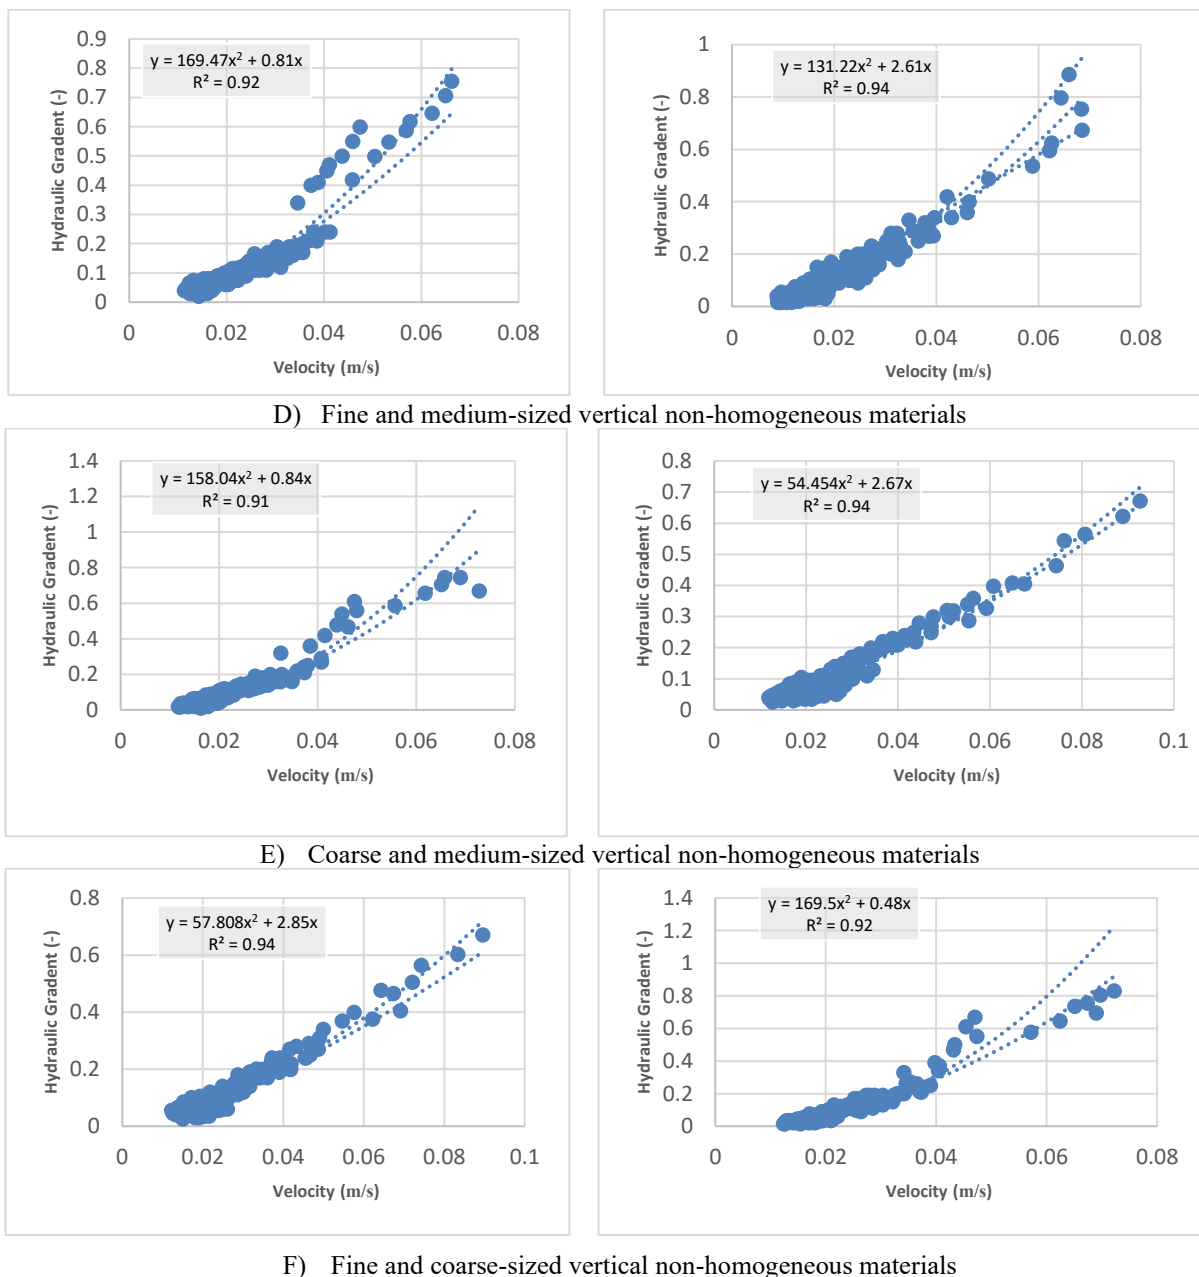 0.9
0.8
0.7
0.6
0.5
0.4
0.3
0.2
0.1
0
y = 169.47x² + 0.81x
R² = 0.92
Hydraulic Gradent (-)
0 0.02 0.04 0.06 0.08
Velocity (m/s)
1
0.8
0.6
0.4
0.2
0
y = 131.22x² + 2.61x
R² = 0.94
Hydraulic Gradent (-)
0 0.02 0.04 0.06 0.08
Velocity (m/s)
D) Fine and medium-sized vertical non-homogeneous materials
1.4
1.2
1
0.8
0.6
0.4
0.2
0
y = 158.04x² + 0.84x
R² = 0.91
Hydraulic Gradent (-)
0 0.02 0.04 0.06 0.08
Velocity (m/s)
0.8
0.7
0.6
0.5
0.4
0.3
0.2
0.1
0
y = 54.454x² + 2.67x
R² = 0.94
Hydraulic Gradent (-)
0 0.02 0.04 0.06 0.08 0.1
Velocity (m/s)
E) Coarse and medium-sized vertical non-homogeneous materials
0.8
0.6
0.4
0.2
0
y = 57.808x² + 2.85x
R² = 0.94
Hydraulic Gradent (-)
0 0.02 0.04 0.06 0.08 0.1
Velocity (m/s)
1.4
1.2
1
0.8
0.6
0.4
0.2
0
y = 169.5x² + 0.48x
R² = 0.92
Hydraulic Gradent (-)
0 0.02 0.04 0.06 0.08
Velocity (m/s)
F) Fine and coarse-sized vertical non-homogeneous materials